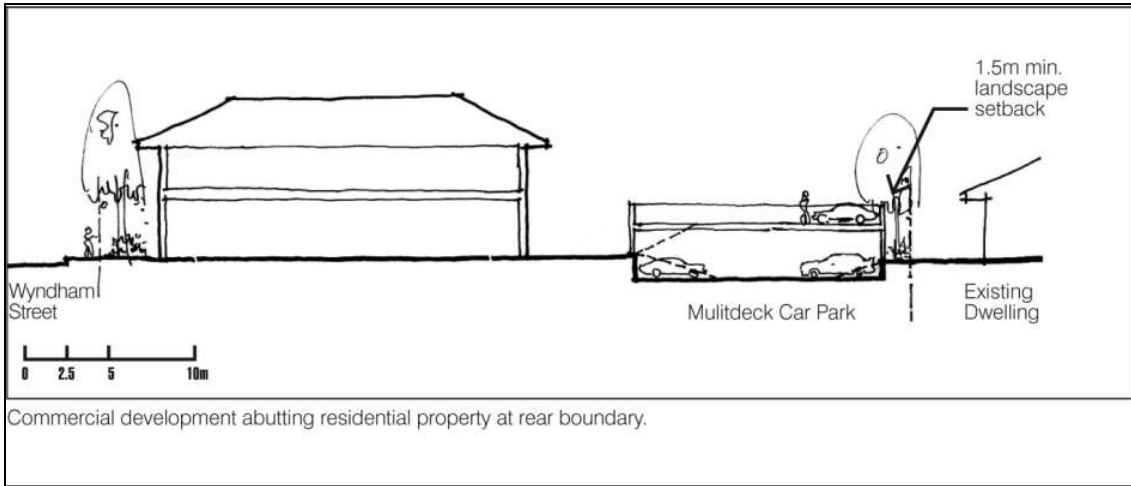 1.5m min.
landscape
setback
Wyndham
Street
Mulitdeck Car Park
Existing
Dwelling
0 2.5 5 10m
Commercial development abutting residential property at rear boundary.